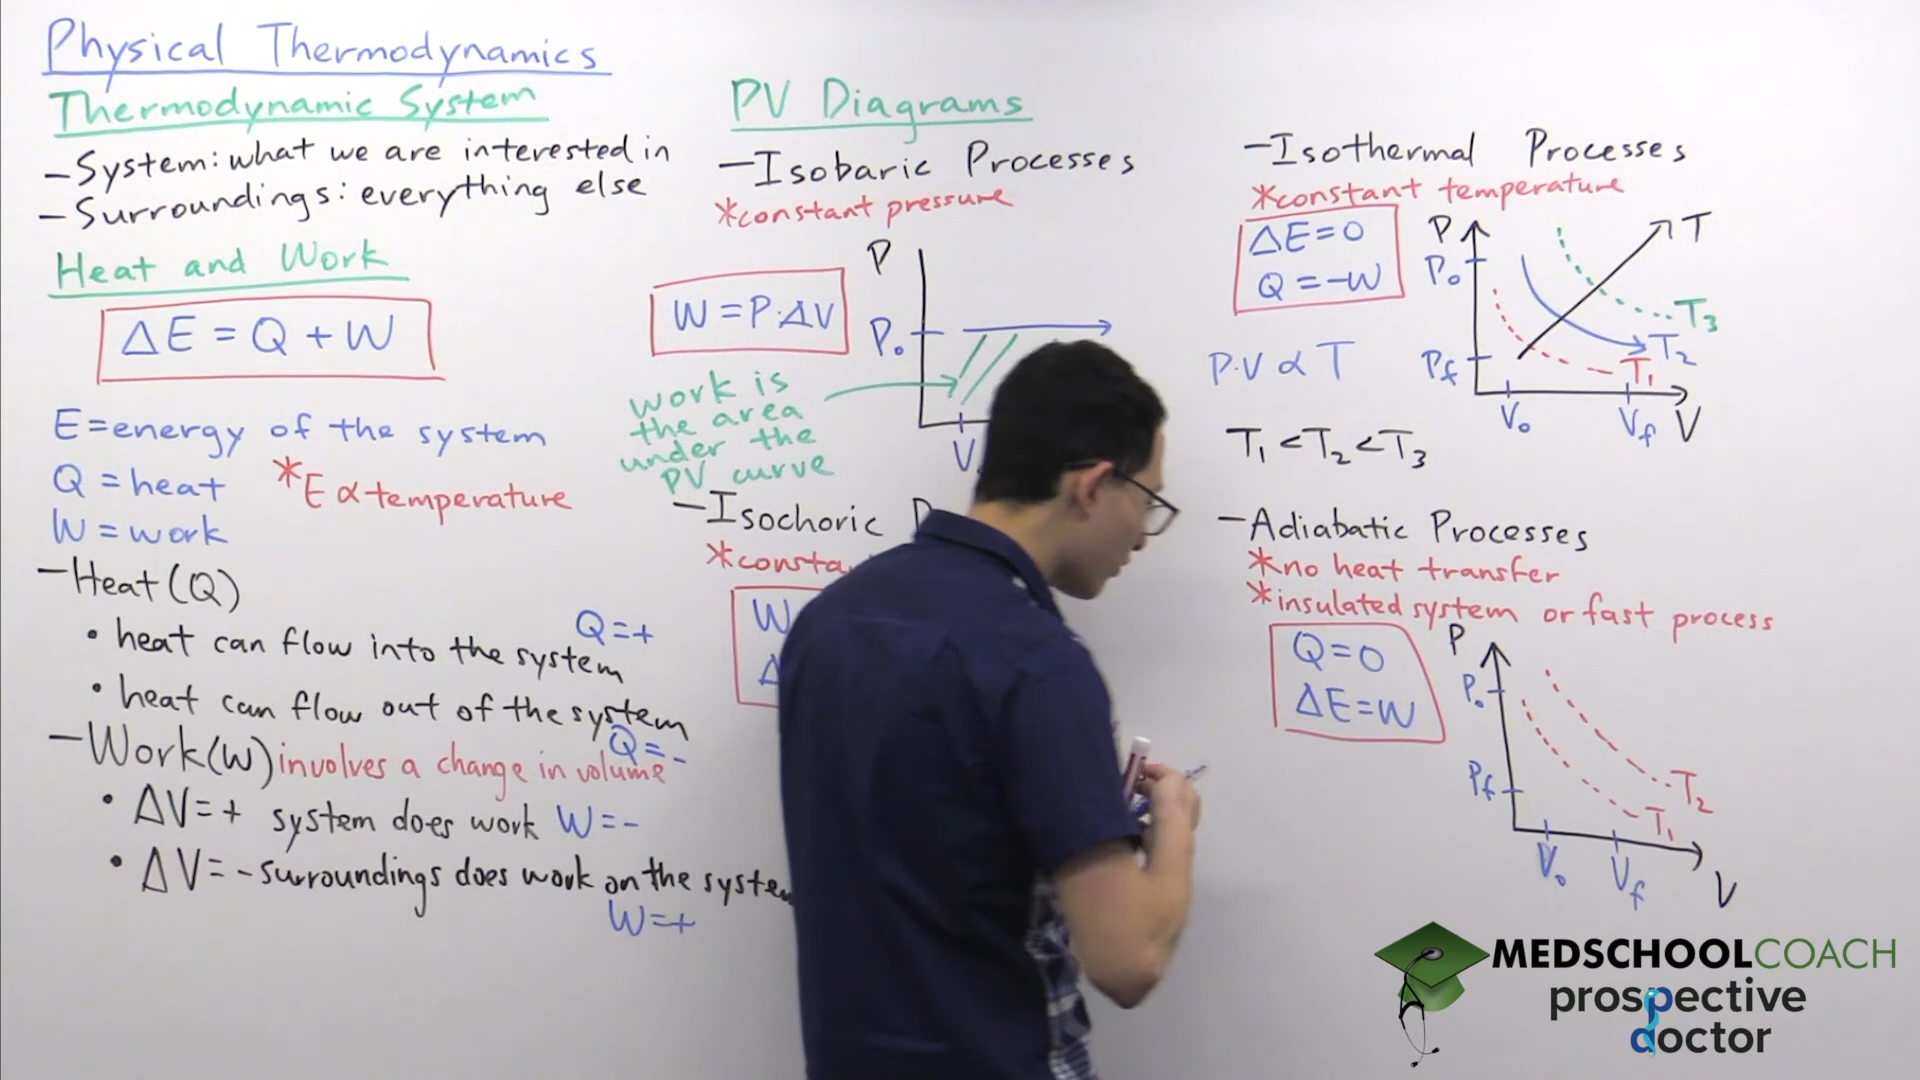 Physical Thermodynamics
Thermodynamic System
-System: what we are interested in
-Surroundings: everything else
Heat and Work
ΔE = Q + W
E=energy of the system
Q = heat
*E ∝ temperature
W = work
-Heat (Q)
• heat can flow into the system
Q=+
• heat can flow out of the system
Q=-
-Work (W) involves a change in volume
• ΔV=+ system does work W=-
• ΔV=- surroundings does work on the system
W=+
PV Diagrams
-Isobaric Processes
*constant pressure
W=P·ΔV
P
P₀
work is
the area
under the
PV curve
V
-Isochoric
W
Δ
-Isothermal Processes
*constant temperature
ΔE=0
Q=-W
P·V ∝ T
T₁<T₂<T₃
P
P₀
Pf
T
T₃
T₂
T₁
V₀
Vf
V
-Adiabatic Processes
*no heat transfer
*insulated system or fast process
Q=0
ΔE=W
P
P₀
Pf
T₂
T₁
V₀
Vf
V
MEDSCHOOLCOACH
prospective
doctor